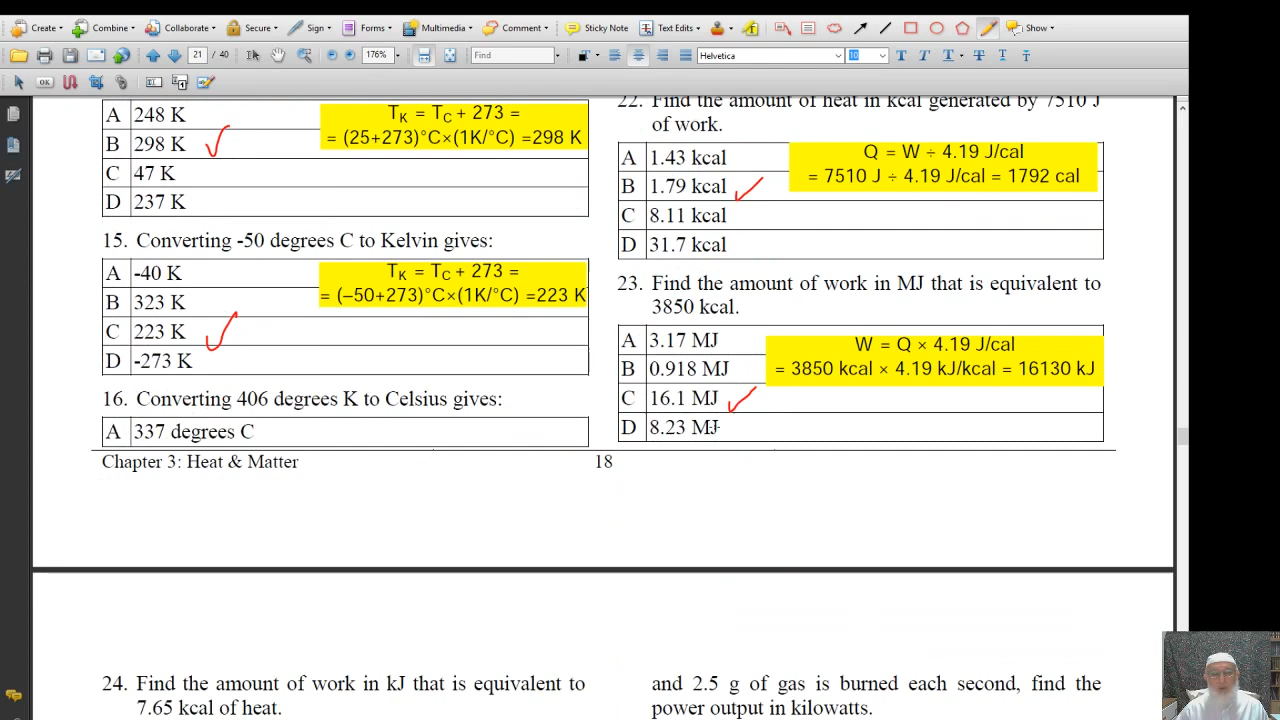 Create
Combine
Collaborate
Secure
Sign
Forms
Multimedia
Comment
Sticky Note
Text Edits
Show
21 / 40
176%
Find
Helvetica
10
OK
A 248 K
B 298 K
C 47 K
D 237 K
TK = TC + 273 =
= (25+273)°C×(1K/°C) =298 K
15. Converting -50 degrees C to Kelvin gives:
A -40 K
B 323 K
C 223 K
D -273 K
TK = TC + 273 =
= (–50+273)°C×(1K/°C) =223 K
16. Converting 406 degrees K to Celsius gives:
A 337 degrees C
22. Find the amount of heat in kcal generated by 7510 J
of work.
A 1.43 kcal
B 1.79 kcal
C 8.11 kcal
D 31.7 kcal
Q = W ÷ 4.19 J/cal
= 7510 J ÷ 4.19 J/cal = 1792 cal
23. Find the amount of work in MJ that is equivalent to
3850 kcal.
A 3.17 MJ
B 0.918 MJ
C 16.1 MJ
D 8.23 MJ
W = Q × 4.19 J/cal
= 3850 kcal × 4.19 kJ/kcal = 16130 kJ
Chapter 3: Heat & Matter
18
24. Find the amount of work in kJ that is equivalent to
7.65 kcal of heat.
and 2.5 g of gas is burned each second, find the
power output in kilowatts.